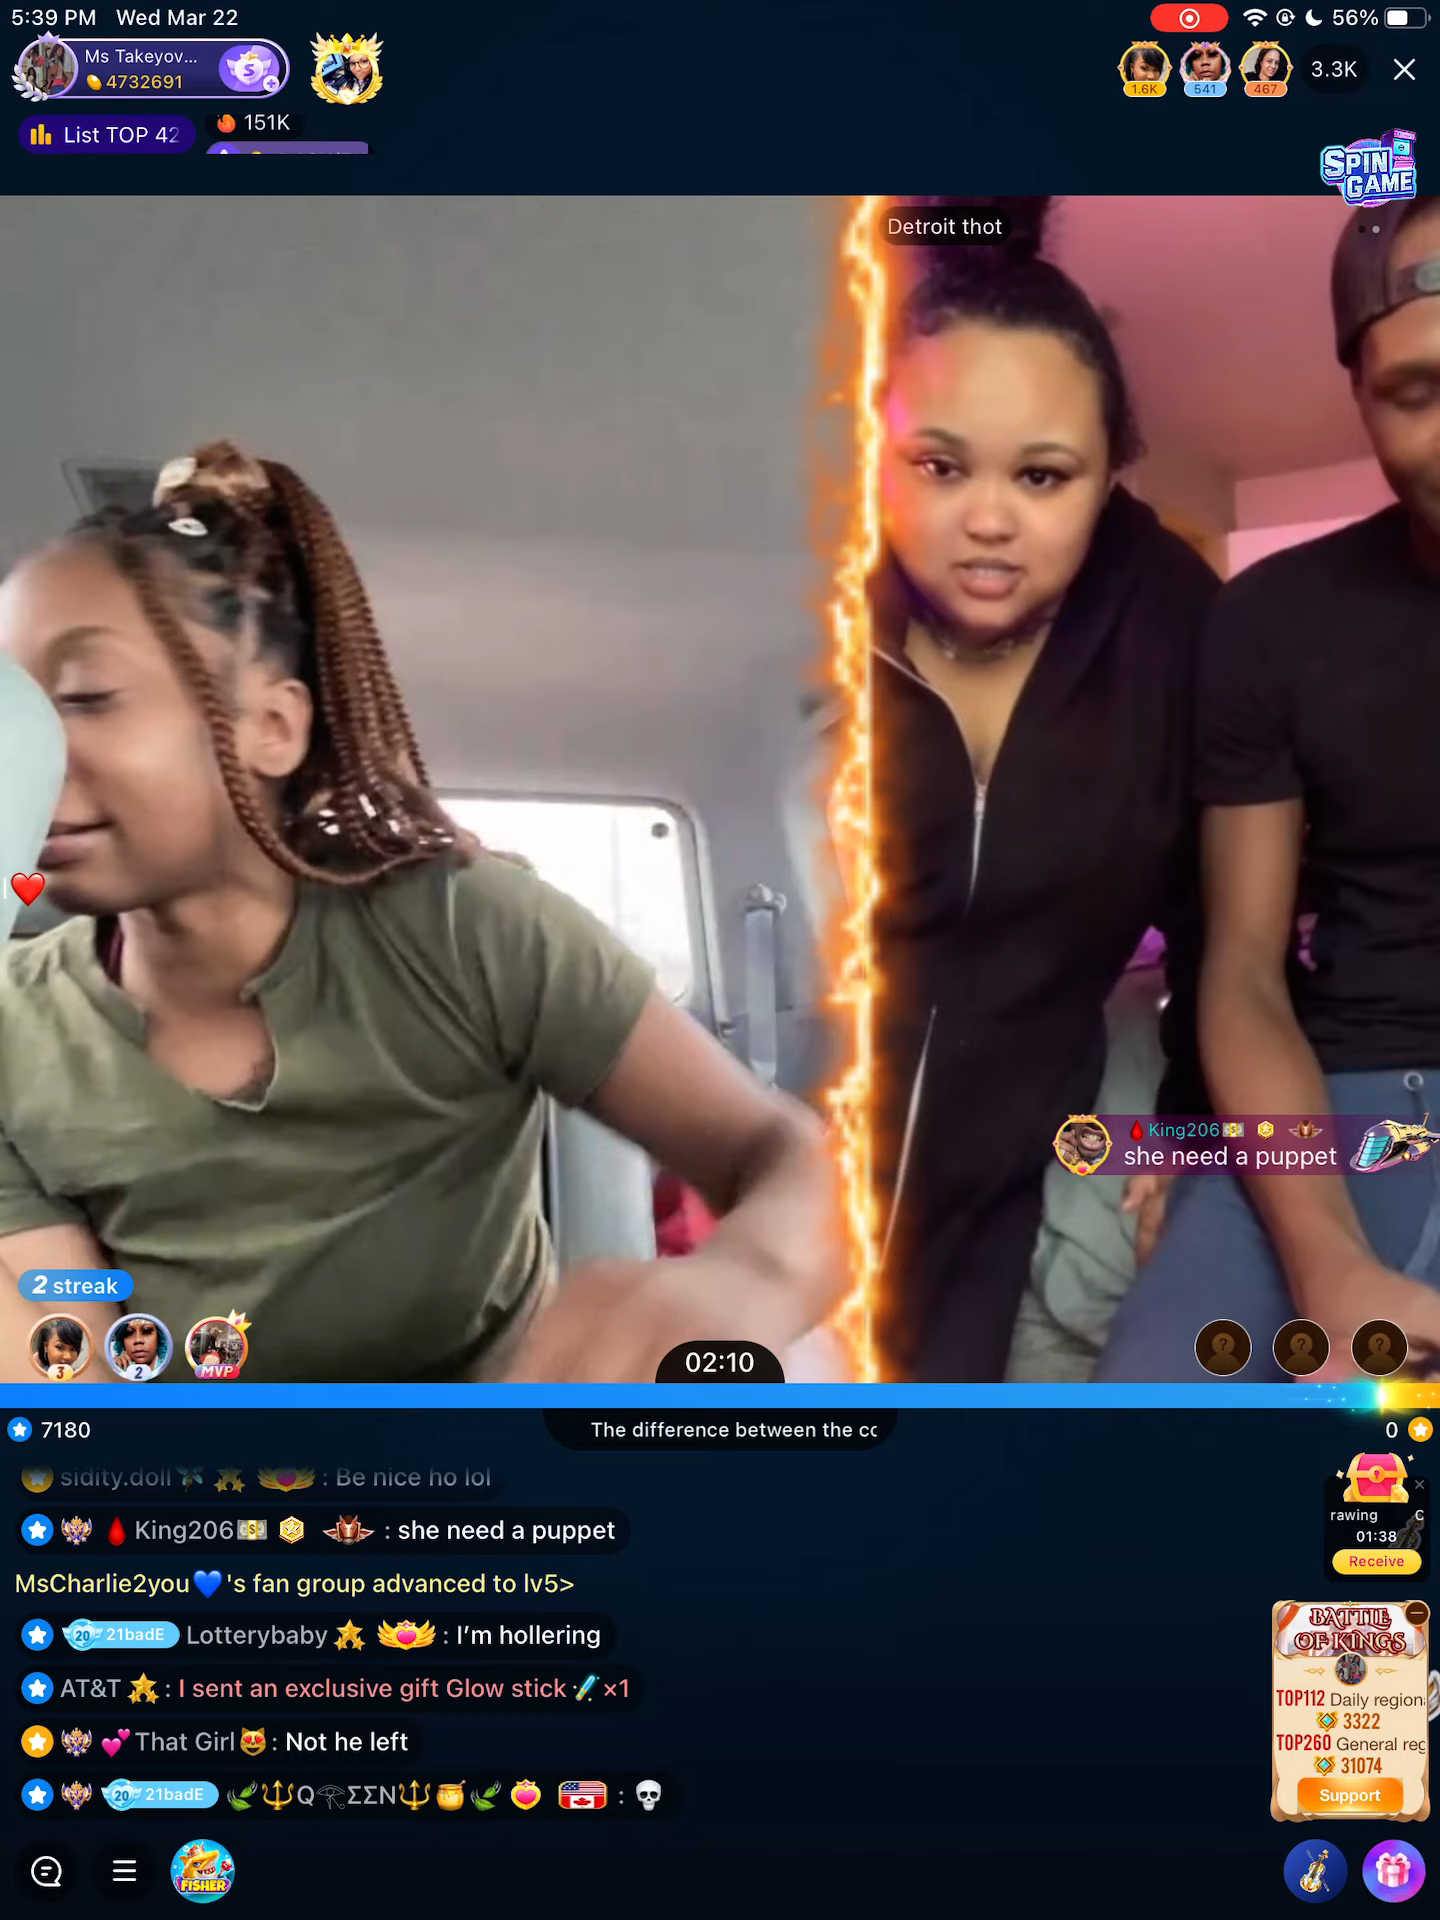 5:39 PM Wed Mar 22
56%
Ms Takeyov...
4732691
S
1.6K
541
467
3.3K
List TOP 42
151K
SPIN
GAME
Detroit thot
King206
she need a puppet
2 streak
3
2
MVP
02:10
? ? ?
7180
The difference between the cc
0
sidity.doll : Be nice ho lol
King206 : she need a puppet
MsCharlie2you💙's fan group advanced to lv5>
20 21badE Lotterybaby : I'm hollering
AT&T : I sent an exclusive gift Glow stick ×1
💕That Girl😻: Not he left
20 21badE 🌿🔱Q𓂀ΣΣN🔱🍯🌿 : 💀
rawing C
01:38
Receive
BATTLE
OF KINGS
TOP112 Daily region
3322
TOP260 General reg
31074
Support
FISHER